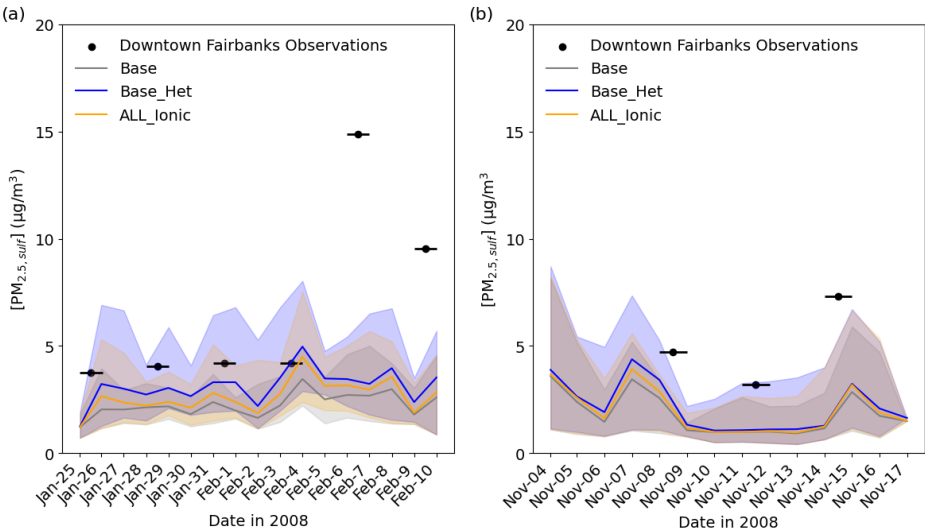 (a)
[PM2.5,sulf] (μg/m³)
20
15
10
5
0
Downtown Fairbanks Observations
Base
Base_Het
ALL_Ionic
Jan-25
Jan-26
Jan-27
Jan-28
Jan-29
Jan-30
Jan-31
Feb-1
Feb-2
Feb-3
Feb-4
Feb-5
Feb-6
Feb-7
Feb-8
Feb-9
Feb-10
Date in 2008
(b)
[PM2.5,sulf] (μg/m³
20
15
10
5
0
Downtown Fairbanks Observations
Base
Base_Het
ALL_Ionic
Nov-04
Nov-05
Nov-06
Nov-07
Nov-08
Nov-09
Nov-10
Nov-11
Nov-12
Nov-13
Nov-14
Nov-15
Nov-16
Nov-17
Date in 2008